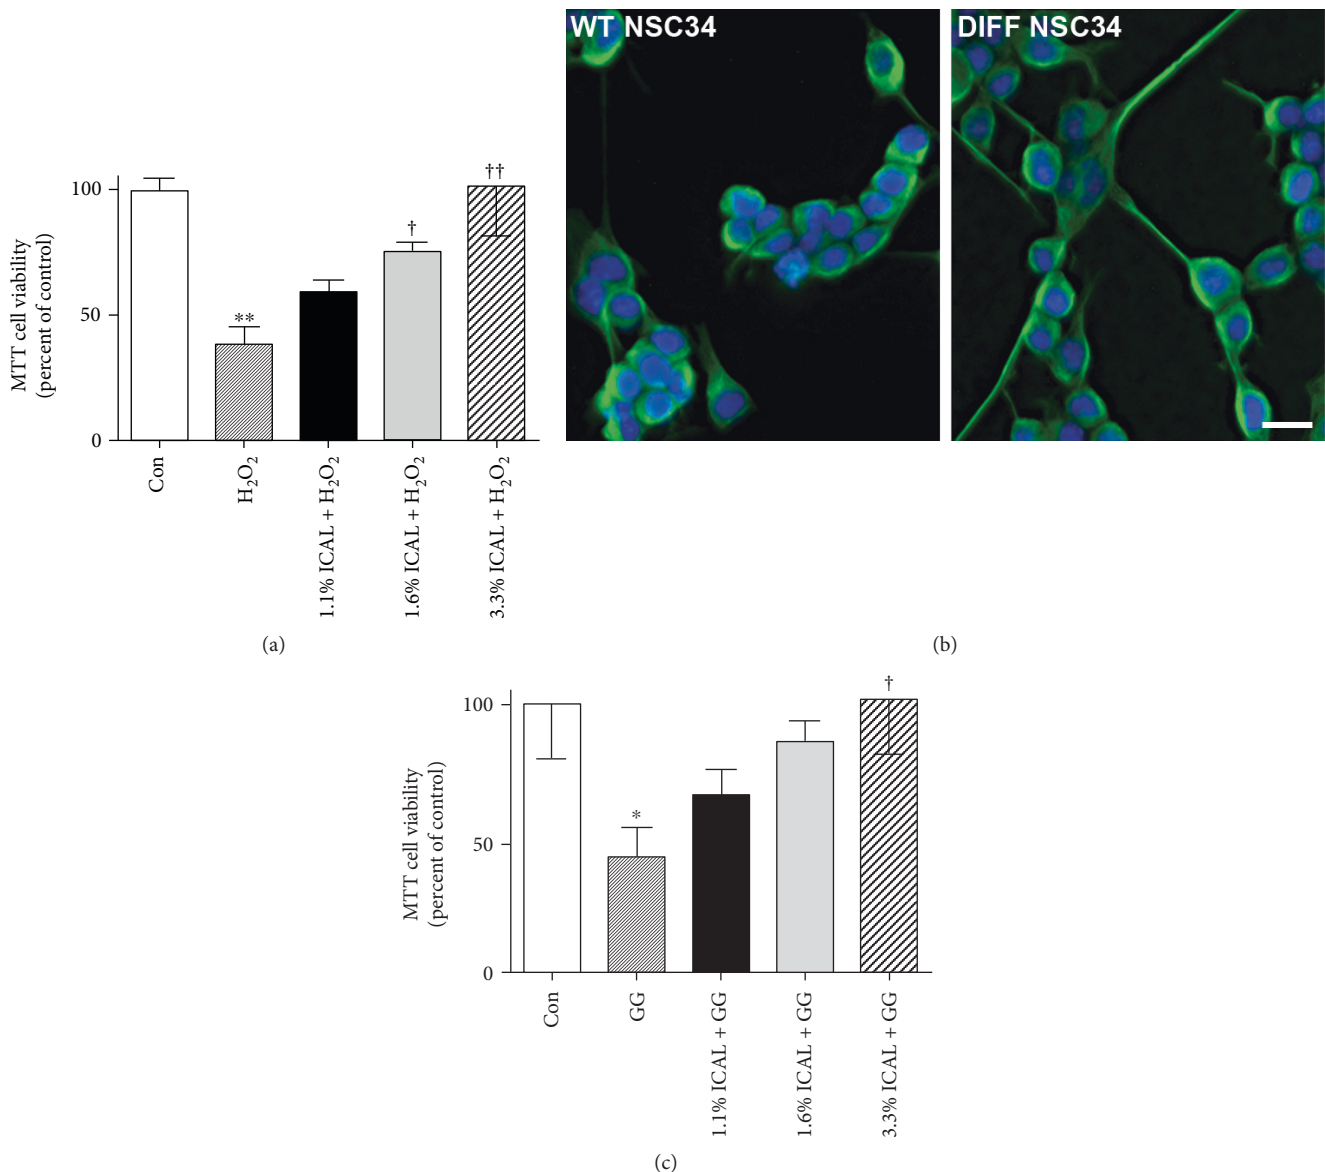 100
50
0
MTT cell viability
(percent of control)
**
†
††
Con
H₂O₂
1.1% ICAL + H₂O₂
1.6% ICAL + H₂O₂
3.3% ICAL + H₂O₂
(a)
WT NSC34
DIFF NSC34
(b)
100
50
0
MTT cell viability
(percent of control)
*
†
Con
GG
1.1% ICAL + GG
1.6% ICAL + GG
3.3% ICAL + GG
(c)